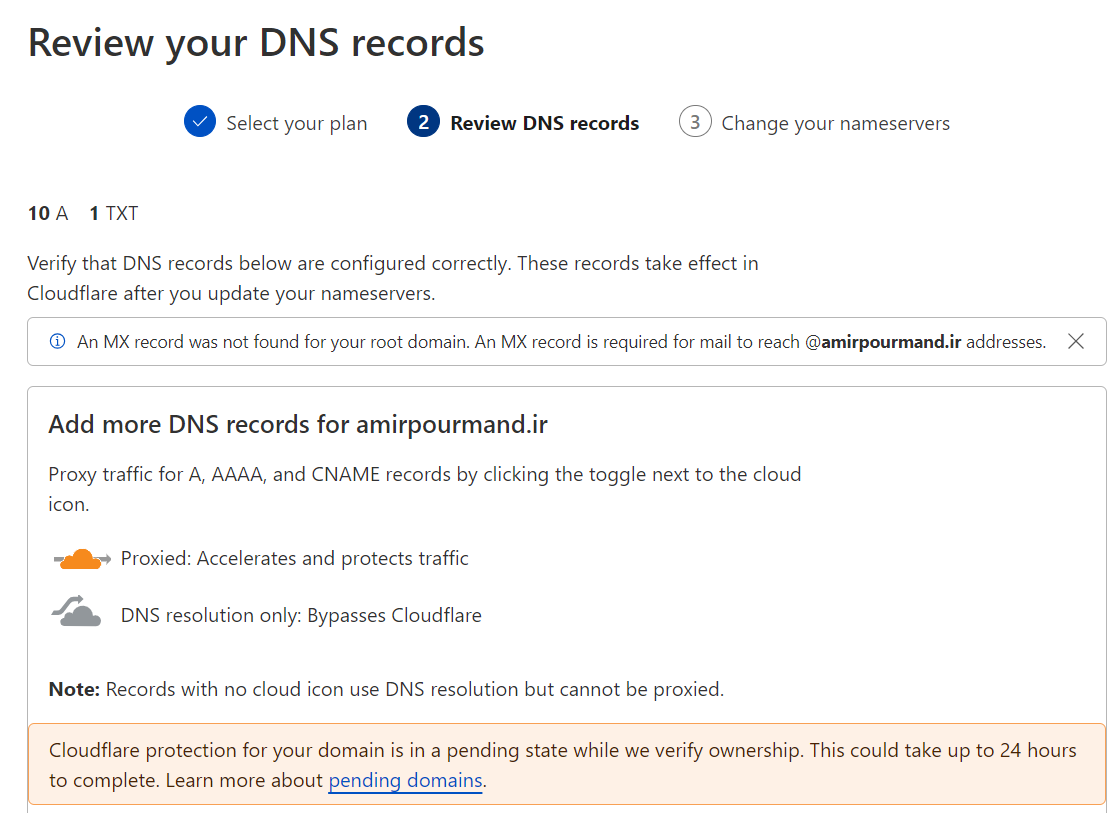 Review your DNS records
Select your plan
2 Review DNS records
3 Change your nameservers
10 A 1 TXT
Verify that DNS records below are configured correctly. These records take effect in
Cloudflare after you update your nameservers.
An MX record was not found for your root domain. An MX record is required for mail to reach @amirpourmand.ir addresses.
Add more DNS records for amirpourmand.ir
Proxy traffic for A, AAAA, and CNAME records by clicking the toggle next to the cloud
icon.
Proxied: Accelerates and protects traffic
DNS resolution only: Bypasses Cloudflare
Note: Records with no cloud icon use DNS resolution but cannot be proxied.
Cloudflare protection for your domain is in a pending state while we verify ownership. This could take up to 24 hours
to complete. Learn more about pending domains.